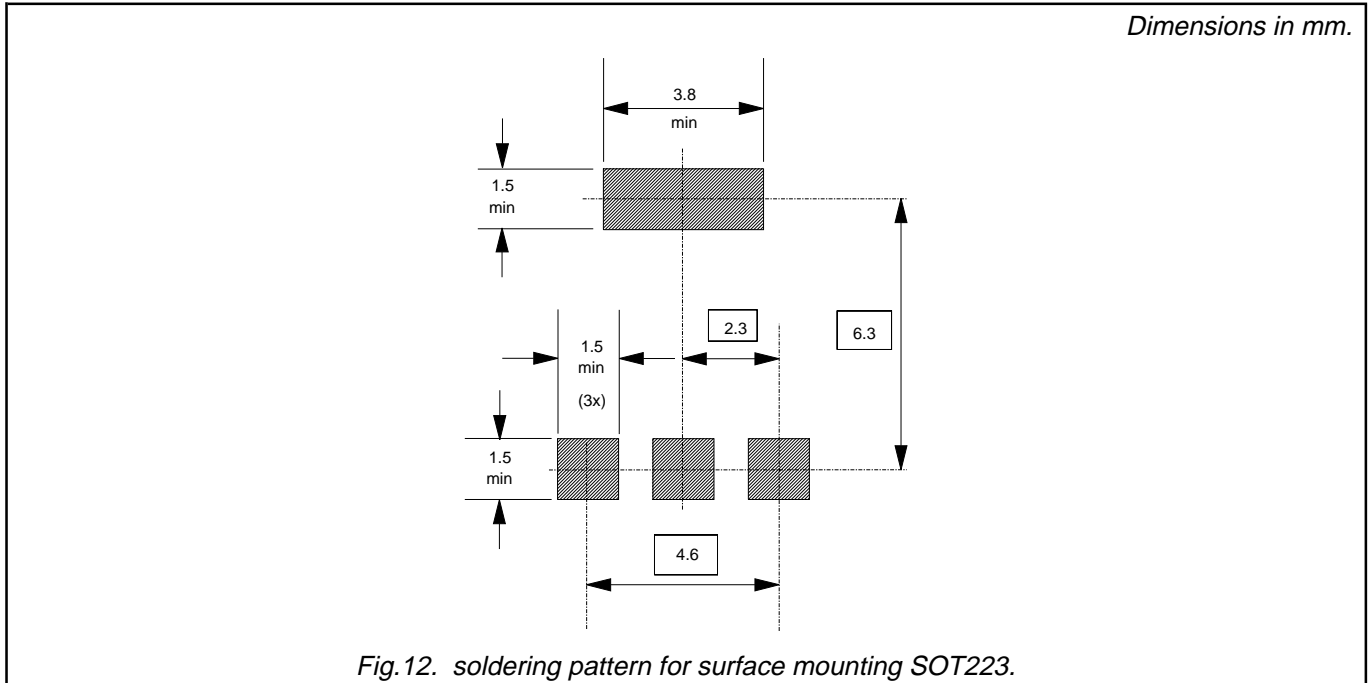 Dimensions in mm.
3.8
min
1.5
min
2.3
6.3
1.5
min
(3x)
1.5
min
4.6
Fig.12. soldering pattern for surface mounting SOT223.